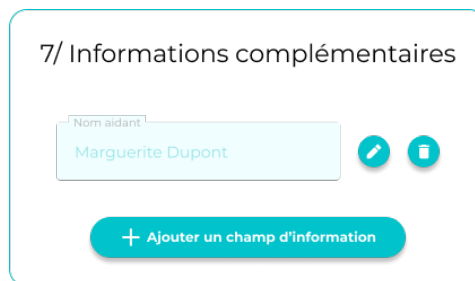 7/ Informations complémentaires
Nom aidant
Marguerite Dupont
Ajouter un champ d'information